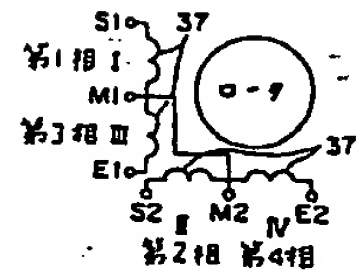 S1 37
第1相 I
M1 ロータ
第3相 III
E1 37
S2 II M2 IV E2
第2相 第4相